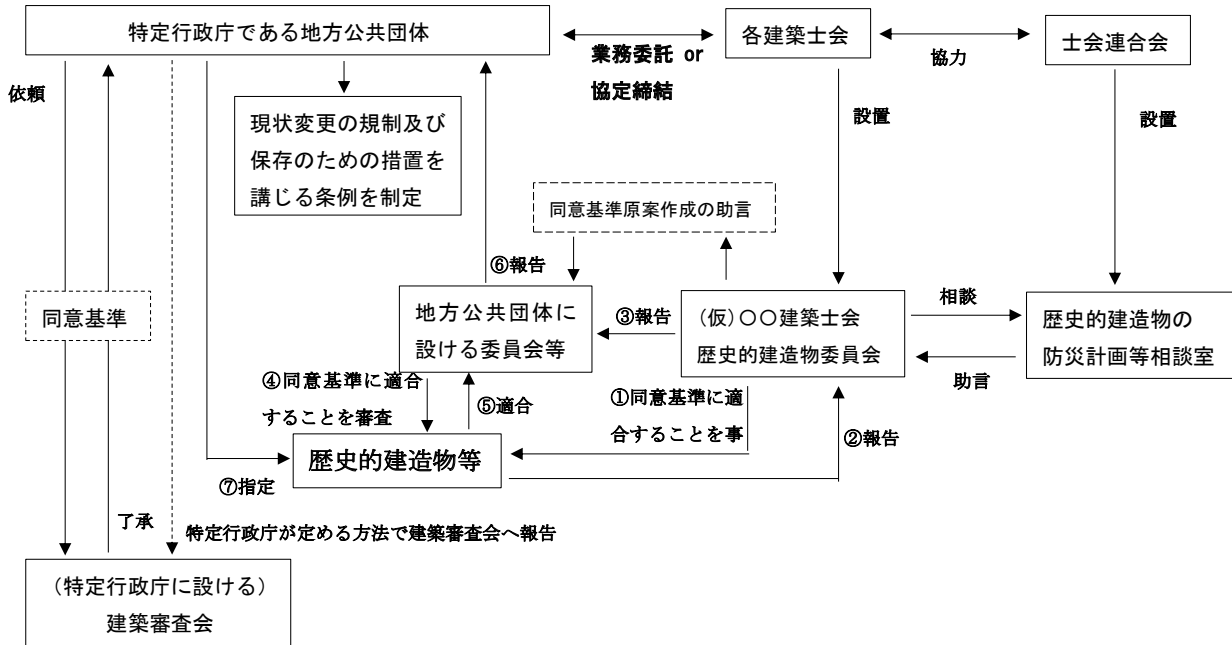 特定行政庁である地方公共団体
各建築士会
士会連合会
業務委託 or
協定締結
協力
依頼
設置
設置
現状変更の規制及び
保存のための措置を
講じる条例を制定
同意基準原案作成の助言
⑥報告
同意基準
地方公共団体に
設ける委員会等
③報告
(仮)〇〇建築士会
歴史的建造物委員会
相談
助言
歴史的建造物の
防災計画等相談室
④同意基準に適合
することを審査
⑤適合
①同意基準に適
合することを事
②報告
歴史的建造物等
⑦指定
了承
特定行政庁が定める方法で建築審査会へ報告
(特定行政庁に設ける)
建築審査会